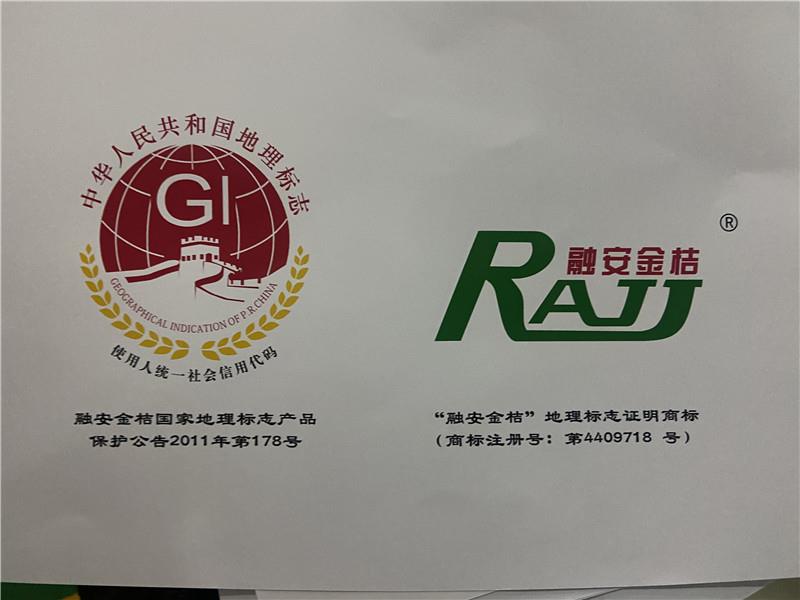 中华人民共和国地理标志
GI
GEOGRAPHICAL INDICATION OF P.R.CHINA
使用人统一社会信用代码
融安金桔国家地理标志产品
保护公告2011年第178号
®
融安金桔
RAJJ
“融安金桔”地理标志证明商标
(商标注册号：第4409718 号)